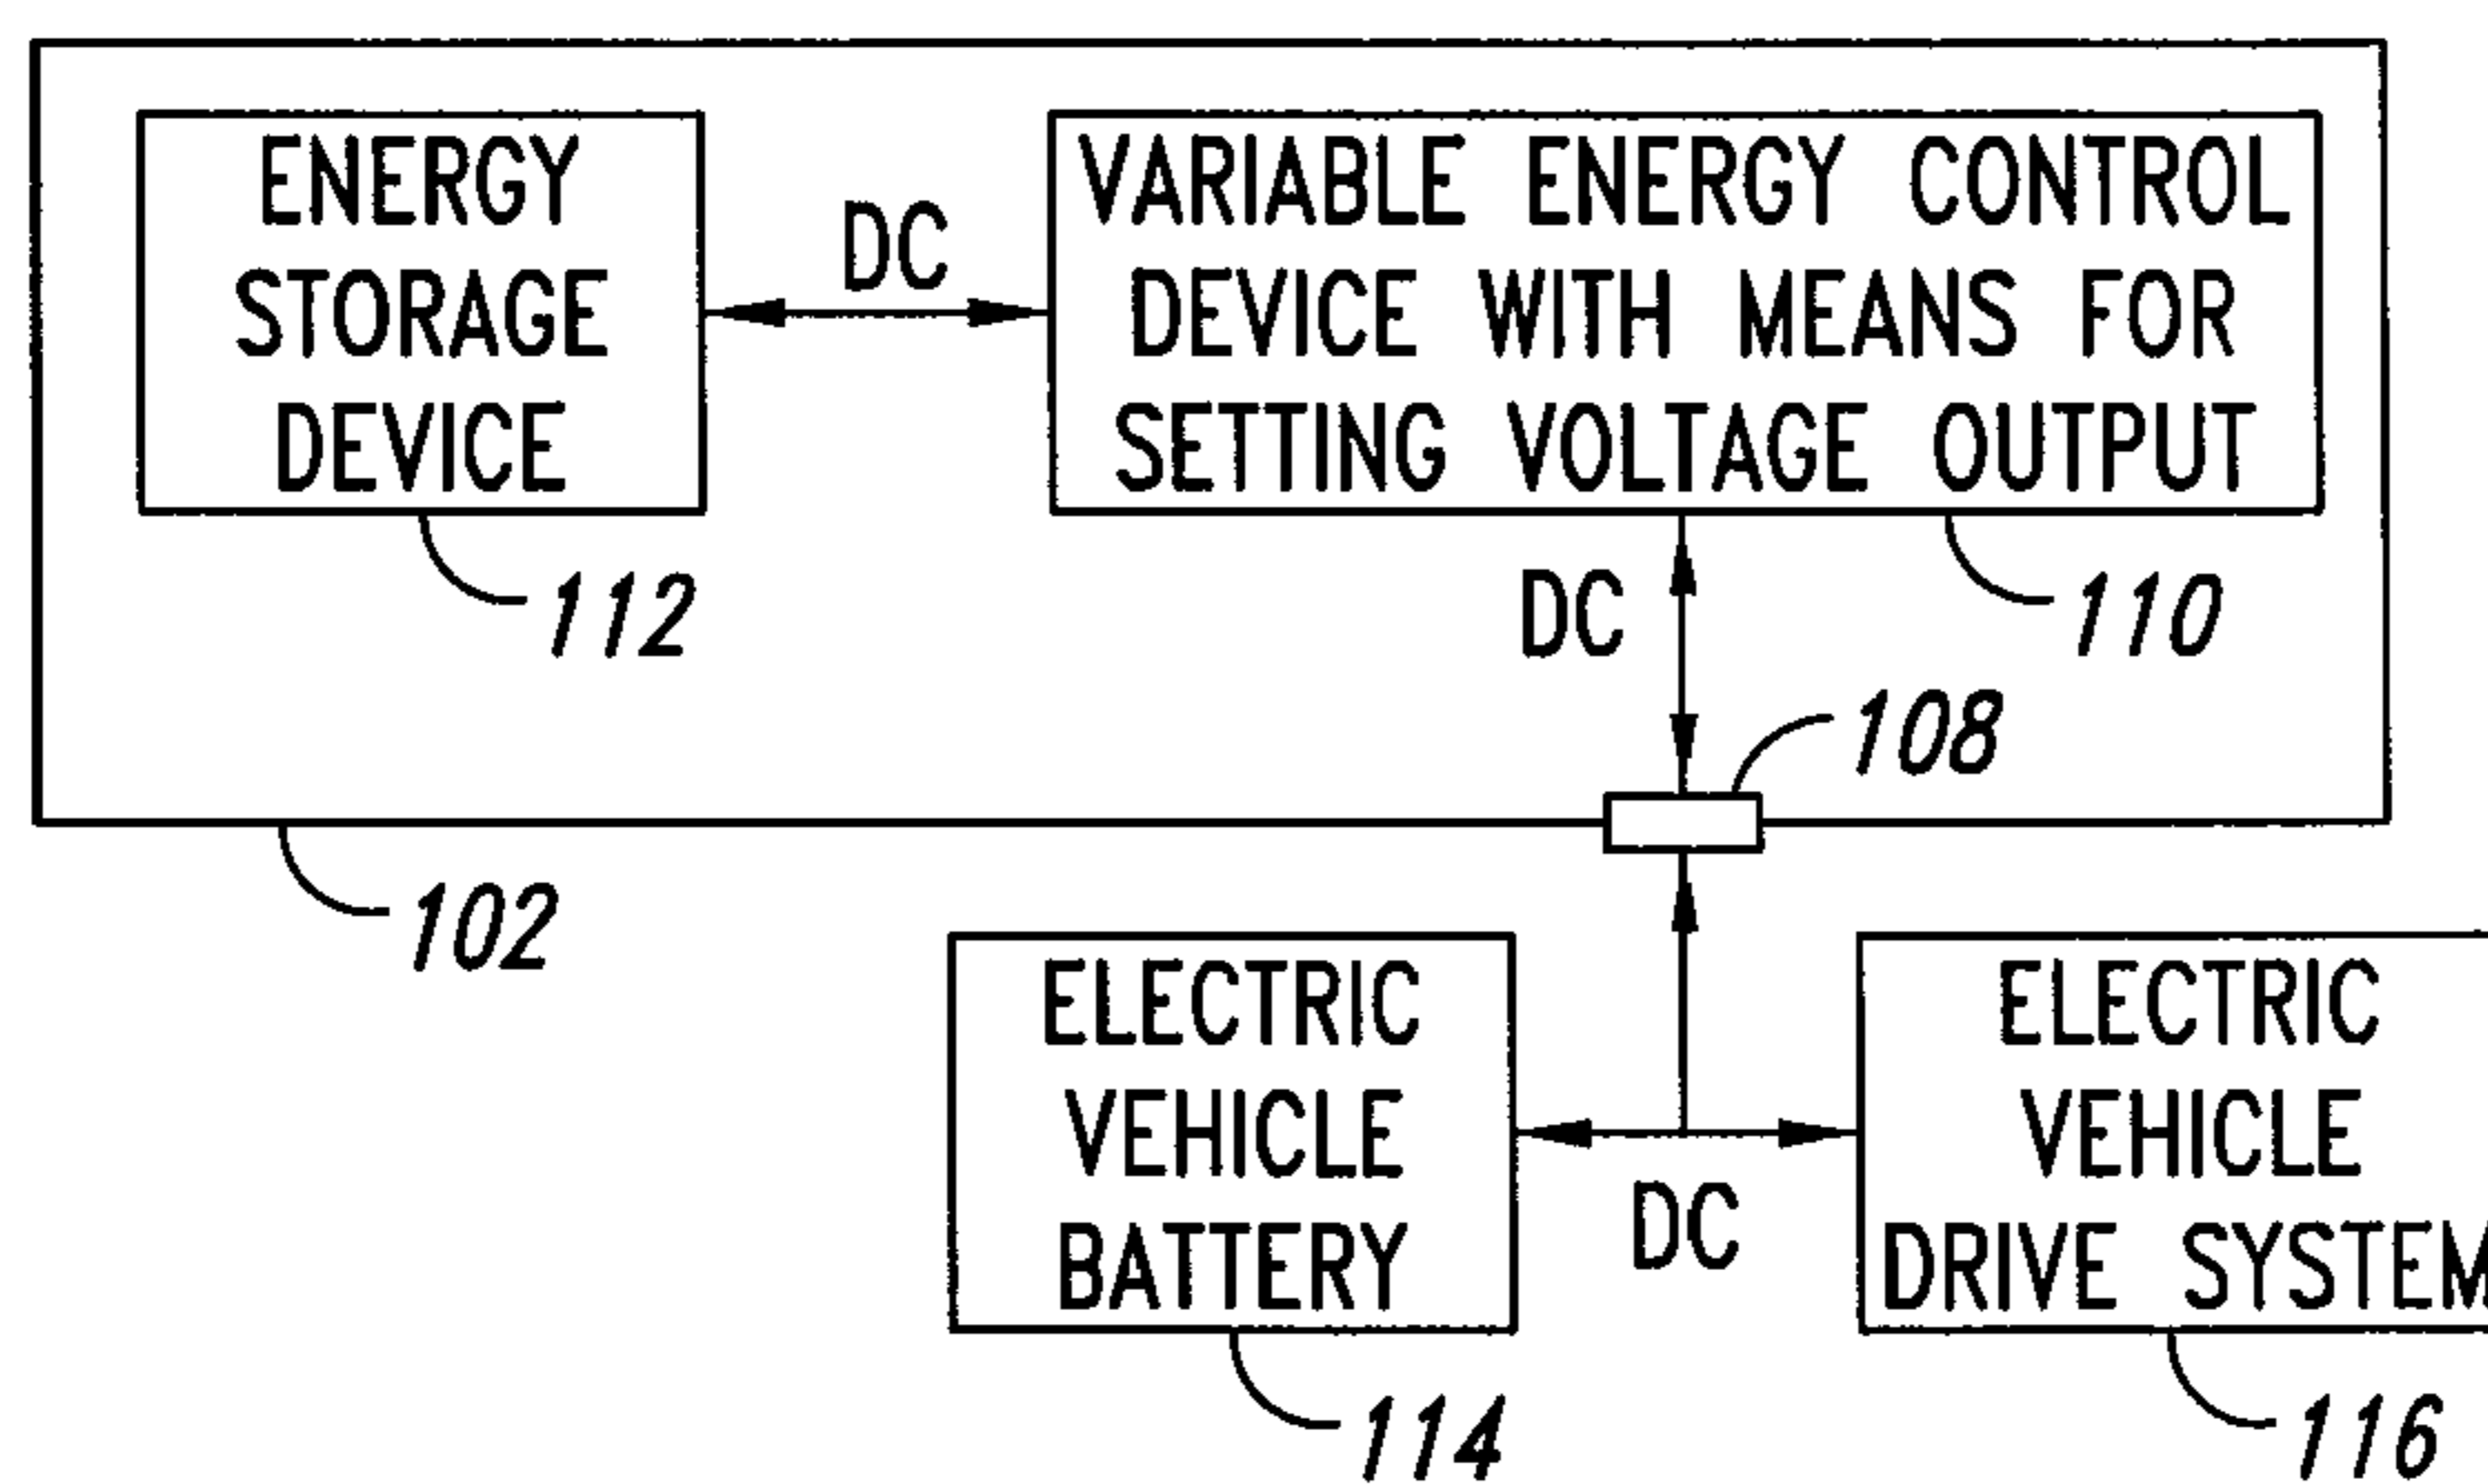 ENERGY
STORAGE
DEVICE
DC
VARIABLE ENERGY CONTROL
DEVICE WITH MEANS FOR
SETTING VOLTAGE OUTPUT
112
DC
110
108
102
ELECTRIC
VEHICLE
BATTERY
DC
ELECTRIC
VEHICLE
DRIVE SYSTEM
114
116